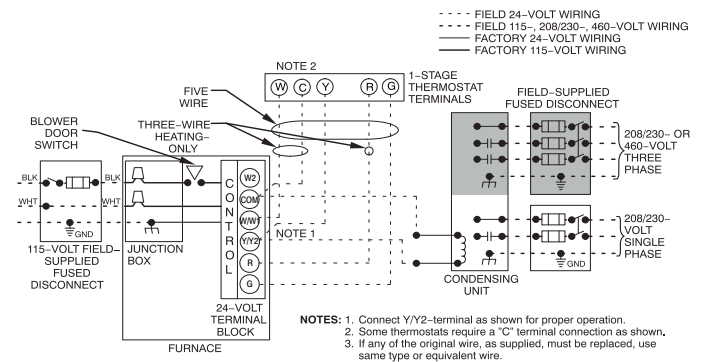 FIELD 24-VOLT WIRING
FIELD 115-, 208/230-, 460-VOLT WIRING
FACTORY 24-VOLT WIRING
FACTORY 115-VOLT WIRING
NOTE 2
W C Y R G
1-STAGE
THERMOSTAT
TERMINALS
FIVE
WIRE
THREE-WIRE
HEATING-
ONLY
BLOWER
DOOR
SWITCH
FIELD-SUPPLIED
FUSED DISCONNECT
208/230- OR
460-VOLT
THREE
PHASE
BLK
BLK
WHT
WHT
GND
115-VOLT FIELD-
SUPPLIED
FUSED
DISCONNECT
JUNCTION
BOX
CONTROL
W2
COM
W/W1
Y/Y2
R
G
NOTE 1
24-VOLT
TERMINAL
BLOCK
FURNACE
208/230-
VOLT
SINGLE
PHASE
GND
CONDENSING
UNIT
NOTES: 1. Connect Y/Y2-terminal as shown for proper operation.
2. Some thermostats require a "C" terminal connection as shown.
3. If any of the original wire, as supplied, must be replaced, use
same type or equivalent wire.